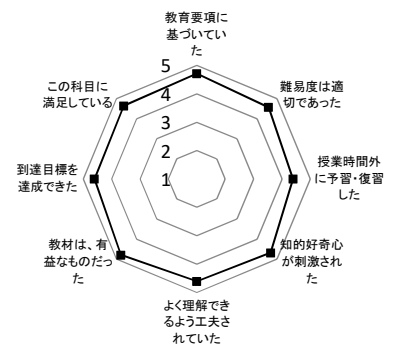 教育要項に
基づいてい
た
難易度は適
切であった
授業時間外
に予習・復習
した
知的好奇心
が刺激され
た
よく理解でき
るよう工夫さ
れていた
教材は、有
益なものだっ
た
到達目標を
達成できた
この科目に
満足している
5
4
3
2
1